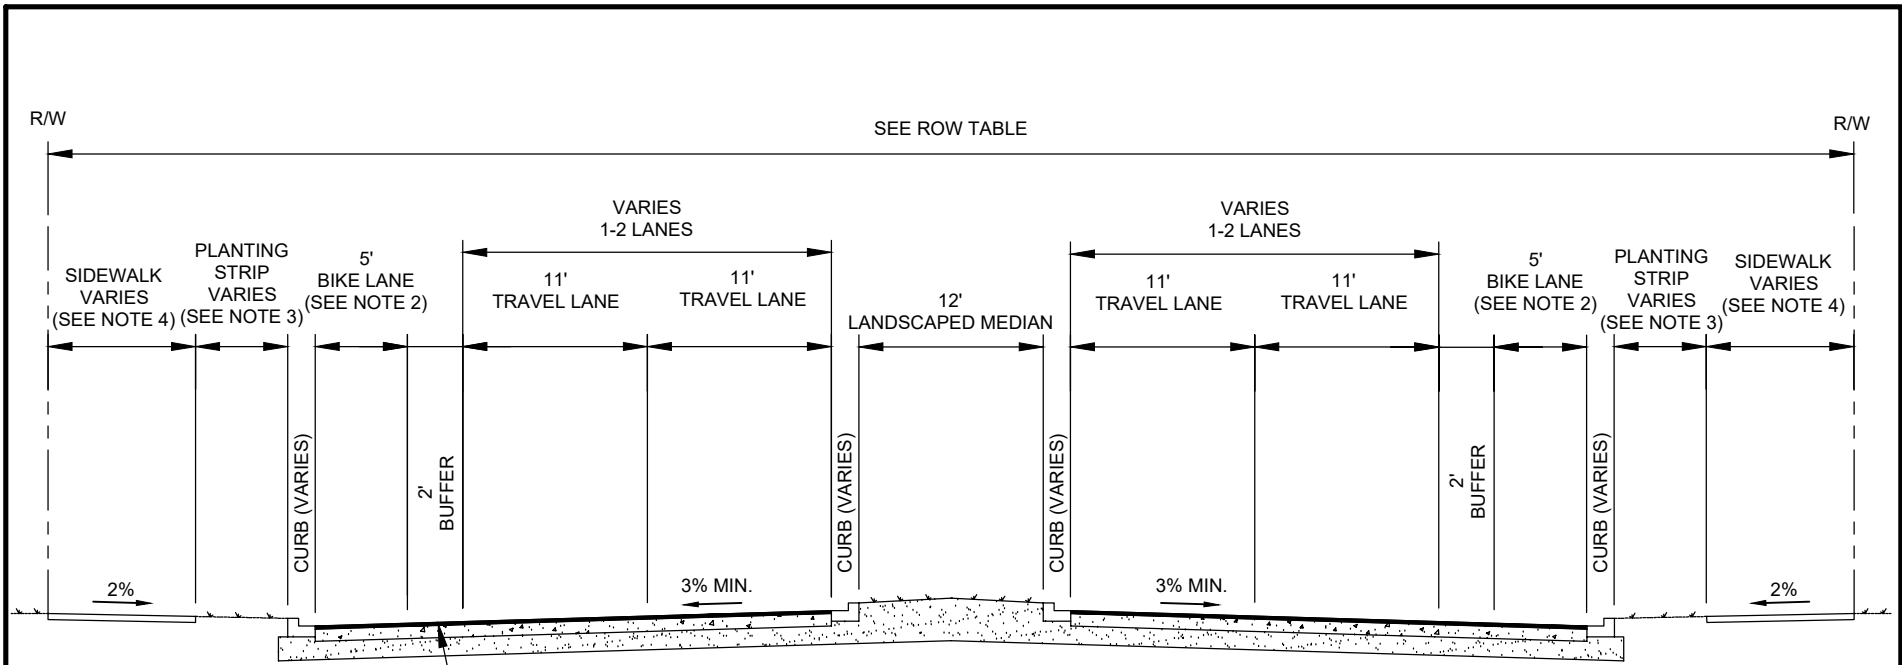 R/W
SEE ROW TABLE
R/W
VARIES
1-2 LANES
VARIES
1-2 LANES
SIDEWALK
VARIES
(SEE NOTE 4)
PLANTING
STRIP
VARIES
(SEE NOTE 3)
5'
BIKE LANE
(SEE NOTE 2)
11'
TRAVEL LANE
11'
TRAVEL LANE
12'
LANDSCAPED MEDIAN
11'
TRAVEL LANE
11'
TRAVEL LANE
5'
BIKE LANE
(SEE NOTE 2)
PLANTING
STRIP
VARIES
(SEE NOTE 3)
SIDEWALK
VARIES
(SEE NOTE 4)
CURB (VARIES)
2'
BUFFER
CURB (VARIES)
CURB (VARIES)
2'
BUFFER
CURB (VARIES)
2%
3% MIN.
3% MIN.
2%